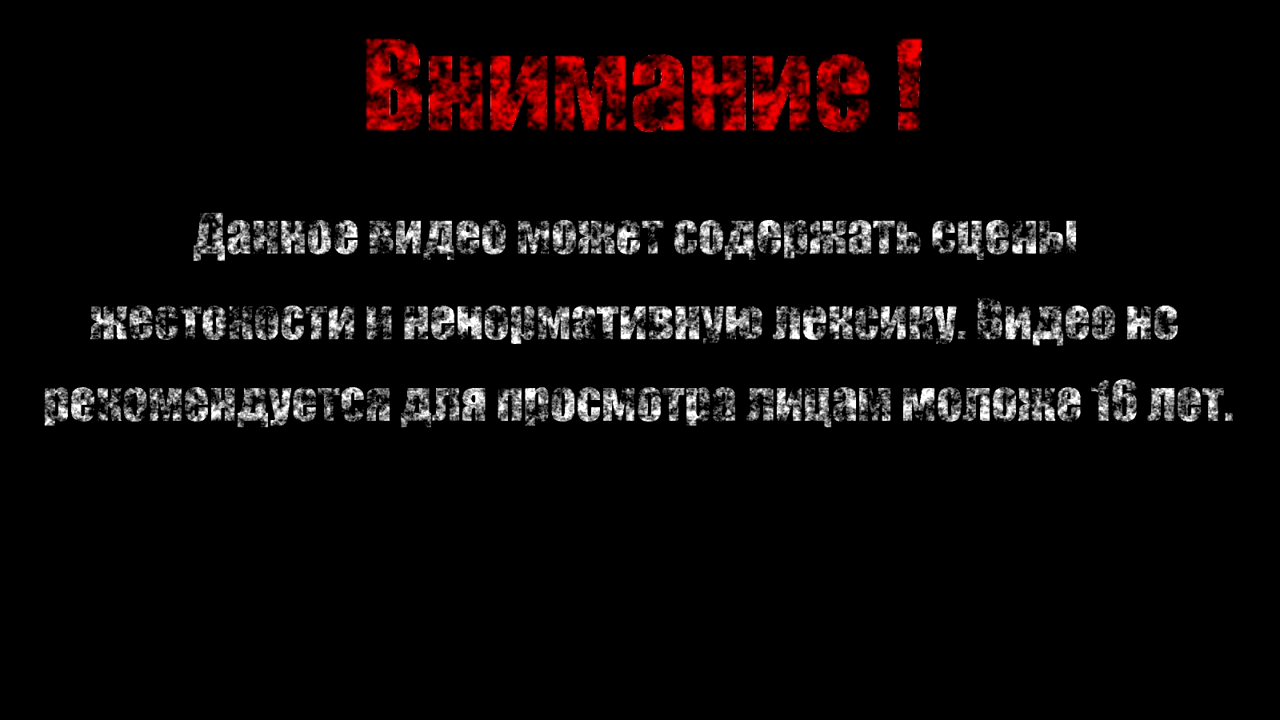 Внимание !
Данное видео может содержать сцены
жестокости и ненормативную лексику. Видео не
рекомендуется для просмотра лицам моложе 16 лет.